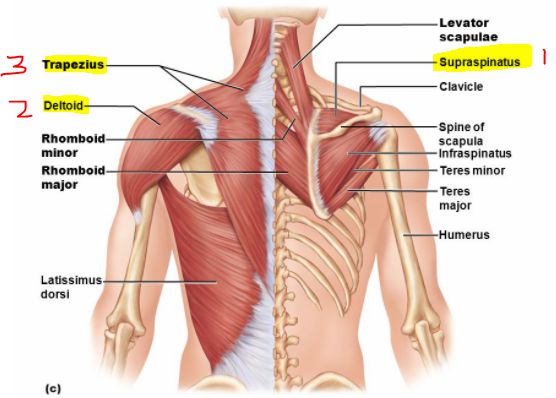 3 Trapezius
2 Deltoid
Rhomboid
minor
Rhomboid
major
Latissimus
dorsi
Levator
scapulae
Supraspinatus 1
Clavicle
Spine of
scapula
Infraspinatus
Teres minor
Teres
major
Humerus
(c)